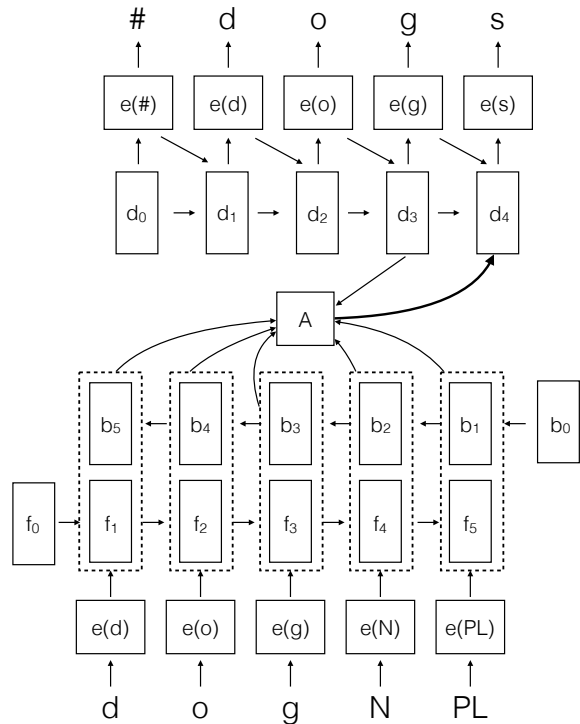 # d o g s
e(#) e(d) e(o) e(g) e(s)
d₀ d₁ d₂ d₃ d₄
A
b₅ b₄ b₃ b₂ b₁ b₀
f₀ f₁ f₂ f₃ f₄ f₅
e(d) e(o) e(g) e(N) e(PL)
d o g N PL